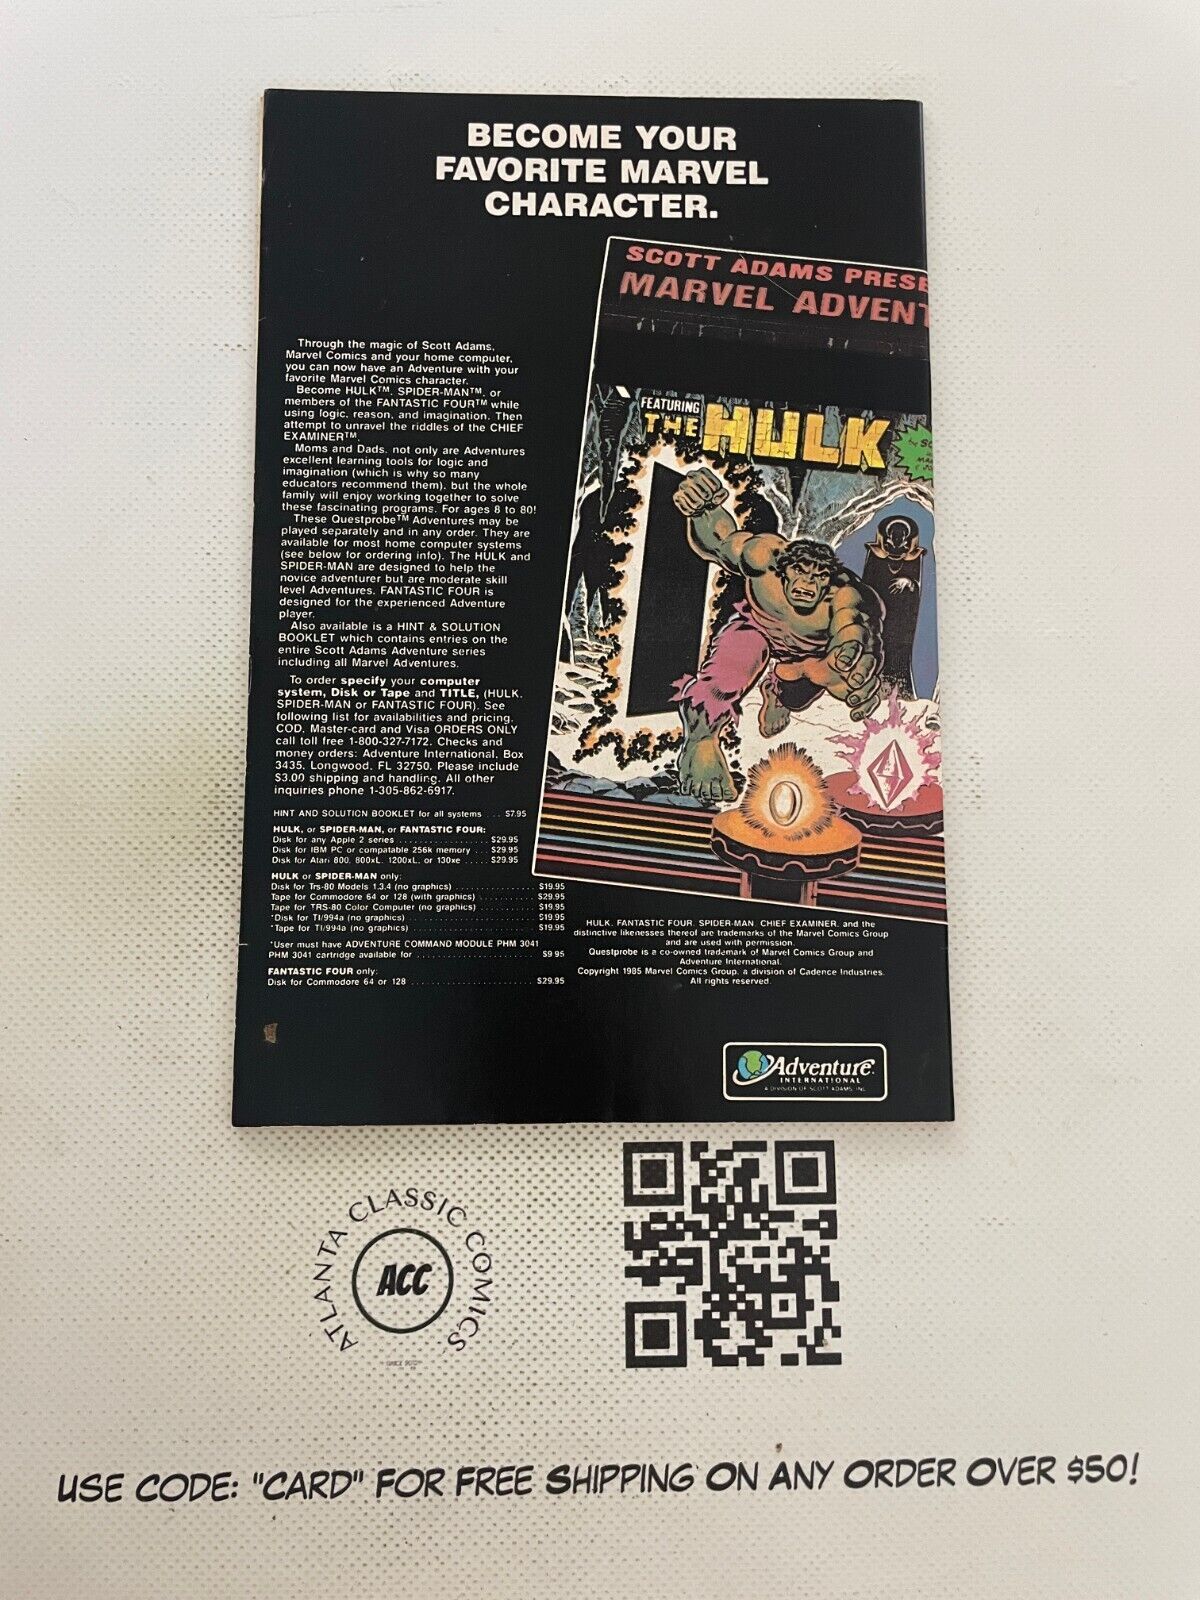 BECOME YOUR
FAVORITE MARVEL
CHARACTER.
SCOTT ADAMS PRESE
MARVEL ADVENT
FEATURING
THE HULK
Through the magic of Scott Adams,
Marvel Comics and your home computer,
you can now have an Adventure with your
favorite Marvel Comics character.
Become HULK™, SPIDER-MAN™, or
members of the FANTASTIC FOUR™ while
using logic, reason, and imagination. Then
attempt to unravel the riddles of the CHIEF
EXAMINER™.
Moms and Dads, not only are Adventures
excellent learning tools for logic and
imagination (which is why so many
educators recommend them), but the whole
family will enjoy working together to solve
these fascinating programs. For ages 8 to 80!
These Questprobe™ Adventures may be
played separately and in any order. They are
available for most home computer systems
(see below for ordering info). The HULK and
SPIDER-MAN are designed to help the
novice adventurer but are moderate skill
level Adventures. FANTASTIC FOUR is
designed for the experienced Adventure
player.
Also available is a HINT & SOLUTION
BOOKLET which contains entries on the
entire Scott Adams Adventure series
including all Marvel Adventures.
To order specify your computer
system, Disk or Tape and TITLE, (HULK,
SPIDER-MAN or FANTASTIC FOUR). See
following list for availabilities and pricing.
COD, Master-card and Visa ORDERS ONLY
call toll free 1-800-327-7172. Checks and
money orders: Adventure International, Box
3435, Longwood, FL 32750. Please include
$3.00 shipping and handling. All other
inquiries phone 1-305-862-6917.
HINT AND SOLUTION BOOKLET for all systems ... $7.95
HULK, or SPIDER-MAN, or FANTASTIC FOUR:
Disk for any Apple 2 series ................. $29.95
Disk for IBM PC or compatable 256k memory ... $29.95
Disk for Atari 800, 800xL, 1200xL, or 130xe ..... $29.95
HULK or SPIDER-MAN only:
Disk for Trs-80 Models 1,3,4 (no graphics) ............... $19.95
Tape for Commodore 64 or 128 (with graphics) ........... $29.95
Tape for TRS-80 Color Computer (no graphics) ........... $19.95
*Disk for TI/994a (no graphics) ....................... $19.95
*Tape for TI/994a (no graphics) ....................... $19.95
*User must have ADVENTURE COMMAND MODULE PHM 3041
PHM 3041 cartridge available for ..................... $9.95
FANTASTIC FOUR only:
Disk for Commodore 64 or 128 ....................... $29.95
HULK, FANTASTIC FOUR, SPIDER-MAN, CHIEF EXAMINER, and the
distinctive likenesses thereof are trademarks of the Marvel Comics Group
and are used with permission.
Questprobe is a co-owned trademark of Marvel Comics Group and
Adventure International.
Copyright 1985 Marvel Comics Group, a division of Cadence Industries.
All rights reserved.
Adventure
INTERNATIONAL
A DIVISION OF SCOTT ADAMS, INC.
ATLANTA CLASSIC COMICS
ACC
USE CODE: "CARD" FOR FREE SHIPPING ON ANY ORDER OVER $50!